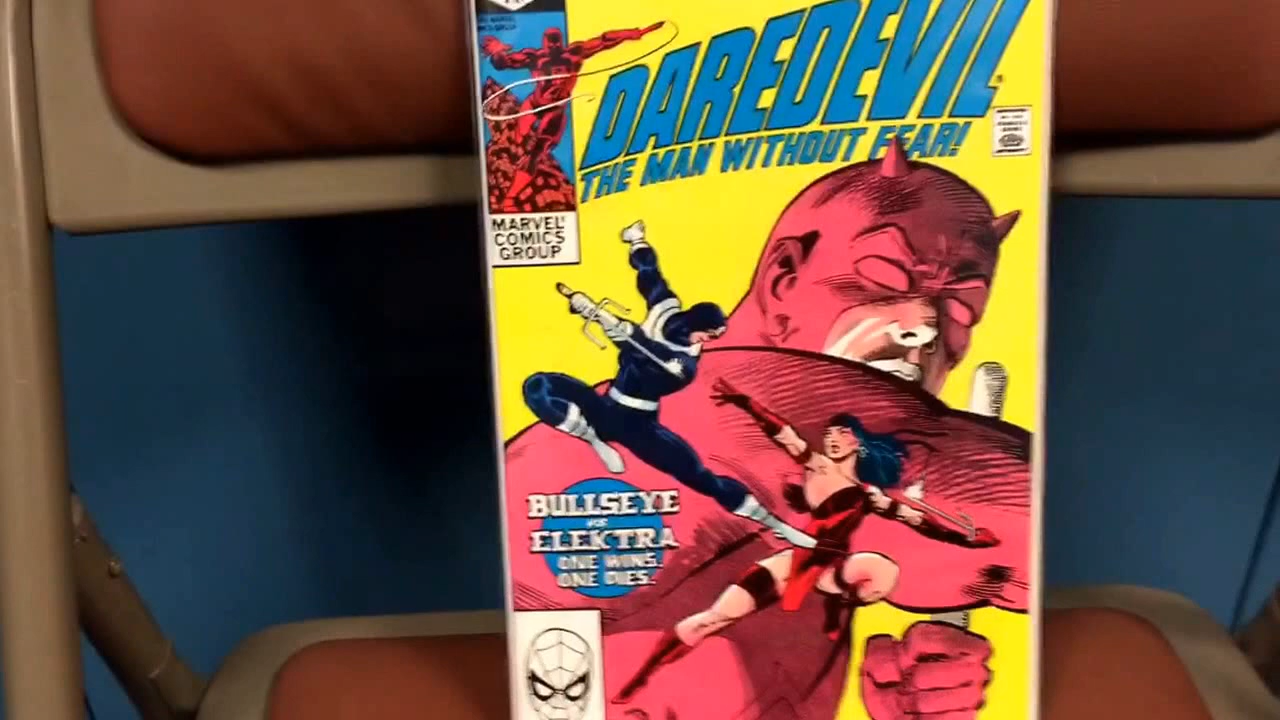 DAREDEVIL
THE MAN WITHOUT FEAR!
MARVEL
COMICS
GROUP
BULLSEYE
VS
ELEKTRA
ONE WINS.
ONE DIES.